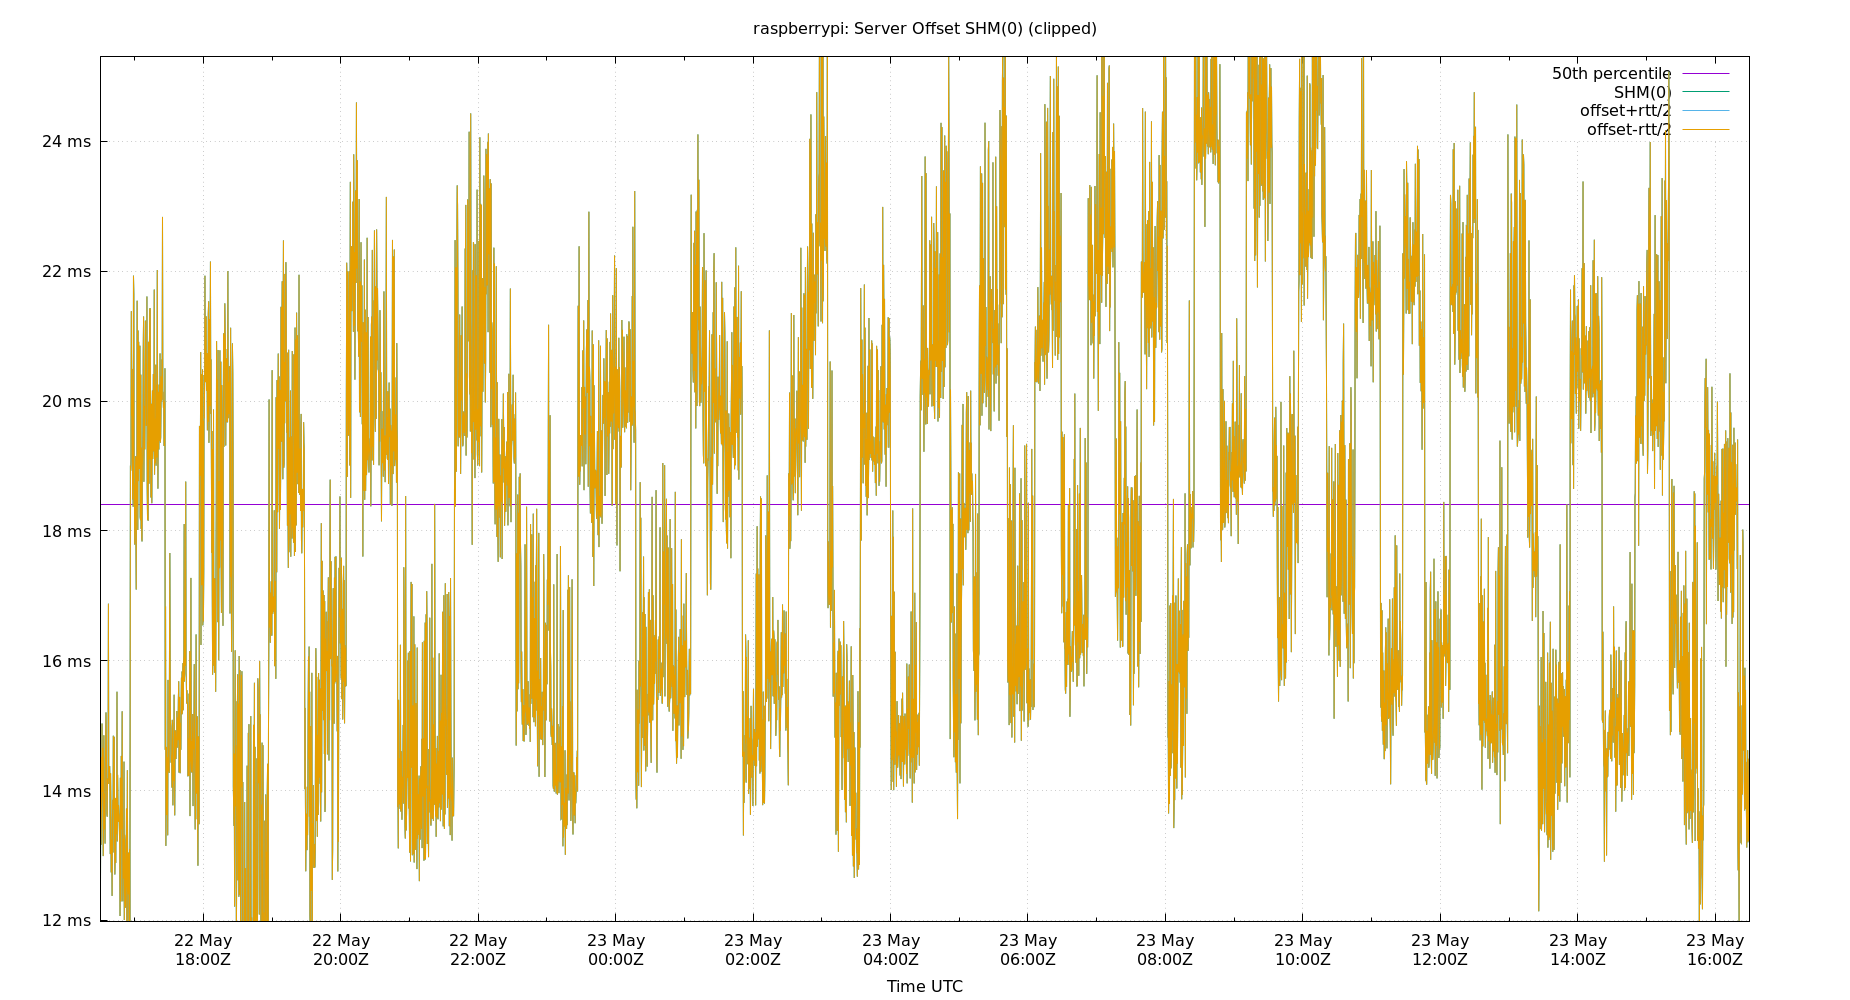 raspberrypi: Server Offset SHM(0) (clipped)
50th percentile
SHM(0)
offset+rtt/2
offset-rtt/2
24 ms
22 ms
20 ms
18 ms
16 ms
14 ms
12 ms
22 May 22 May 22 May 23 May 23 May 23 May 23 May 23 May 23 May 23 May 23 May 23 May
18:00Z 20:00Z 22:00Z 00:00Z 02:00Z 04:00Z 06:00Z 08:00Z 10:00Z 12:00Z 14:00Z 16:00Z
Time UTC